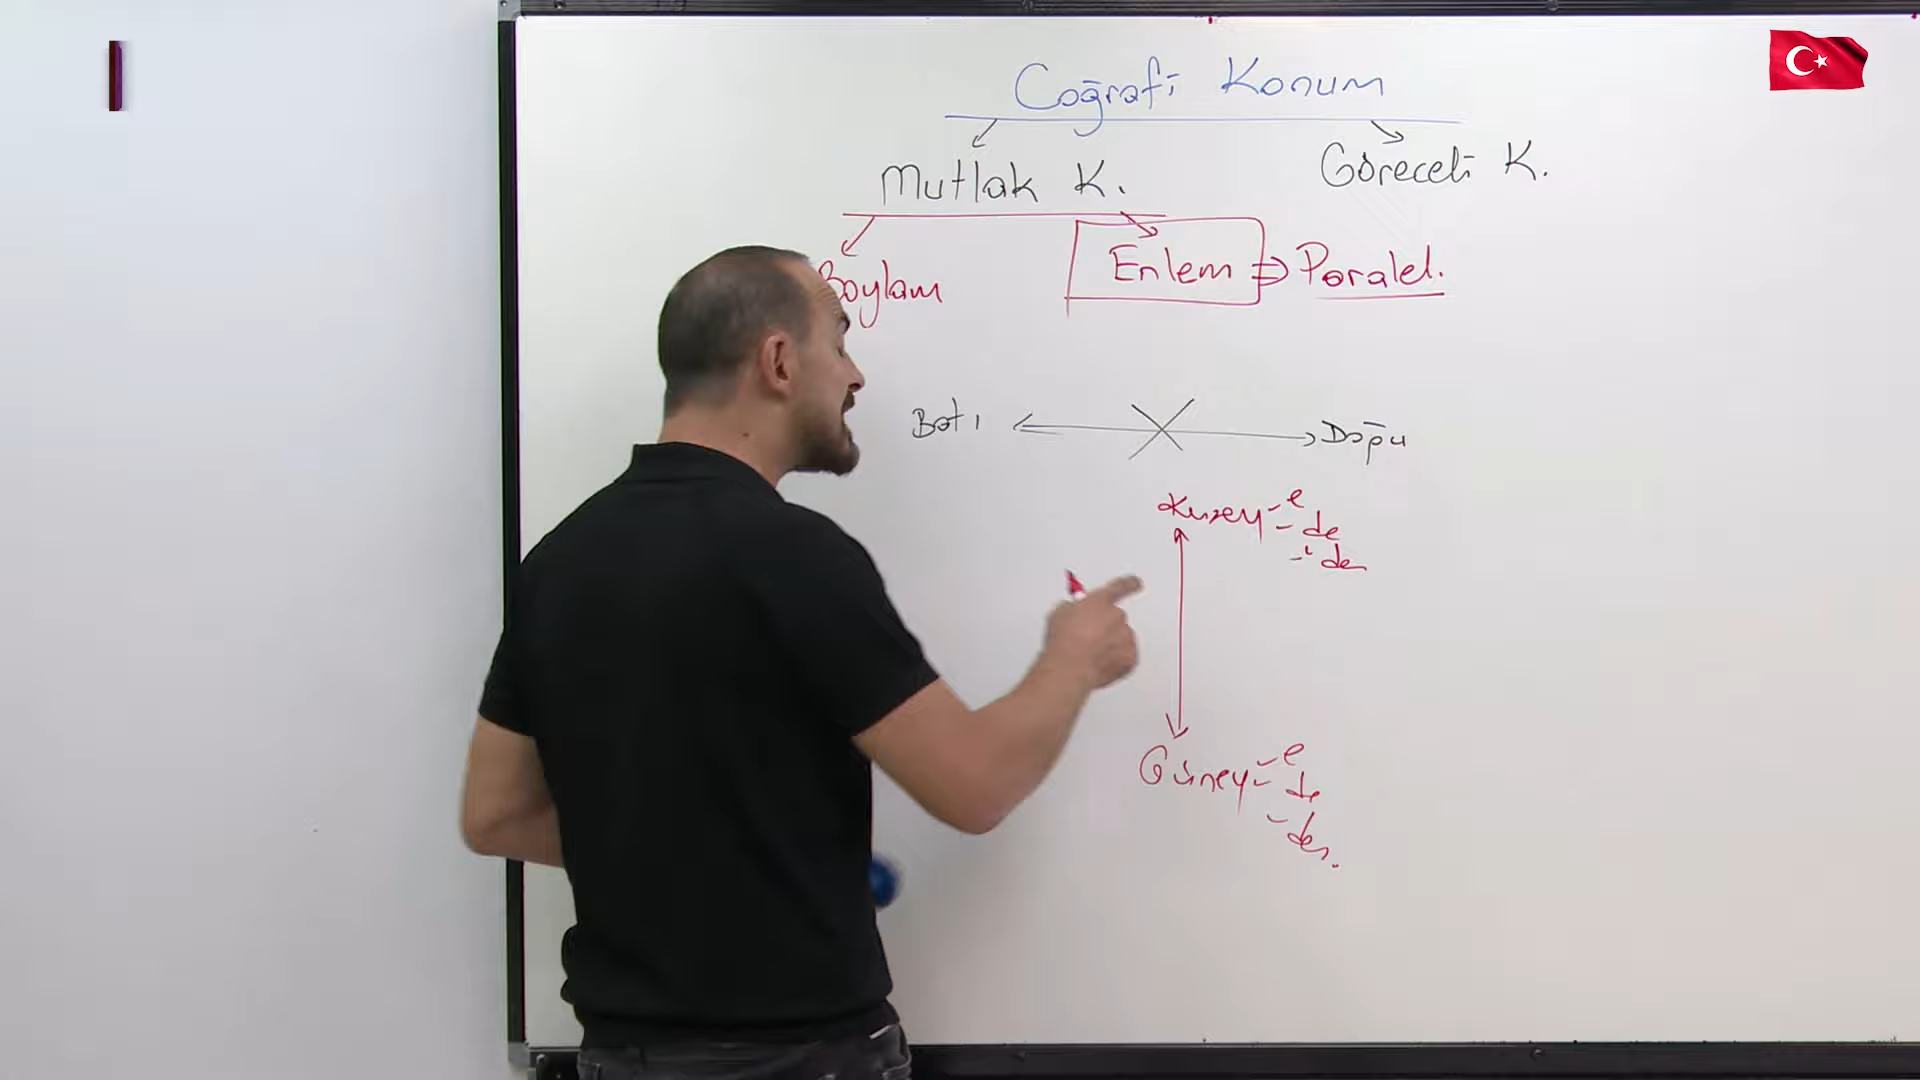 Coğrafi Konum
Mutlak K.
Göreceli K.
Boylam
Enlem
Paralel.
Batı
Doğu
Kuzey - e
- de
- den
Güney - e
- de
- den.